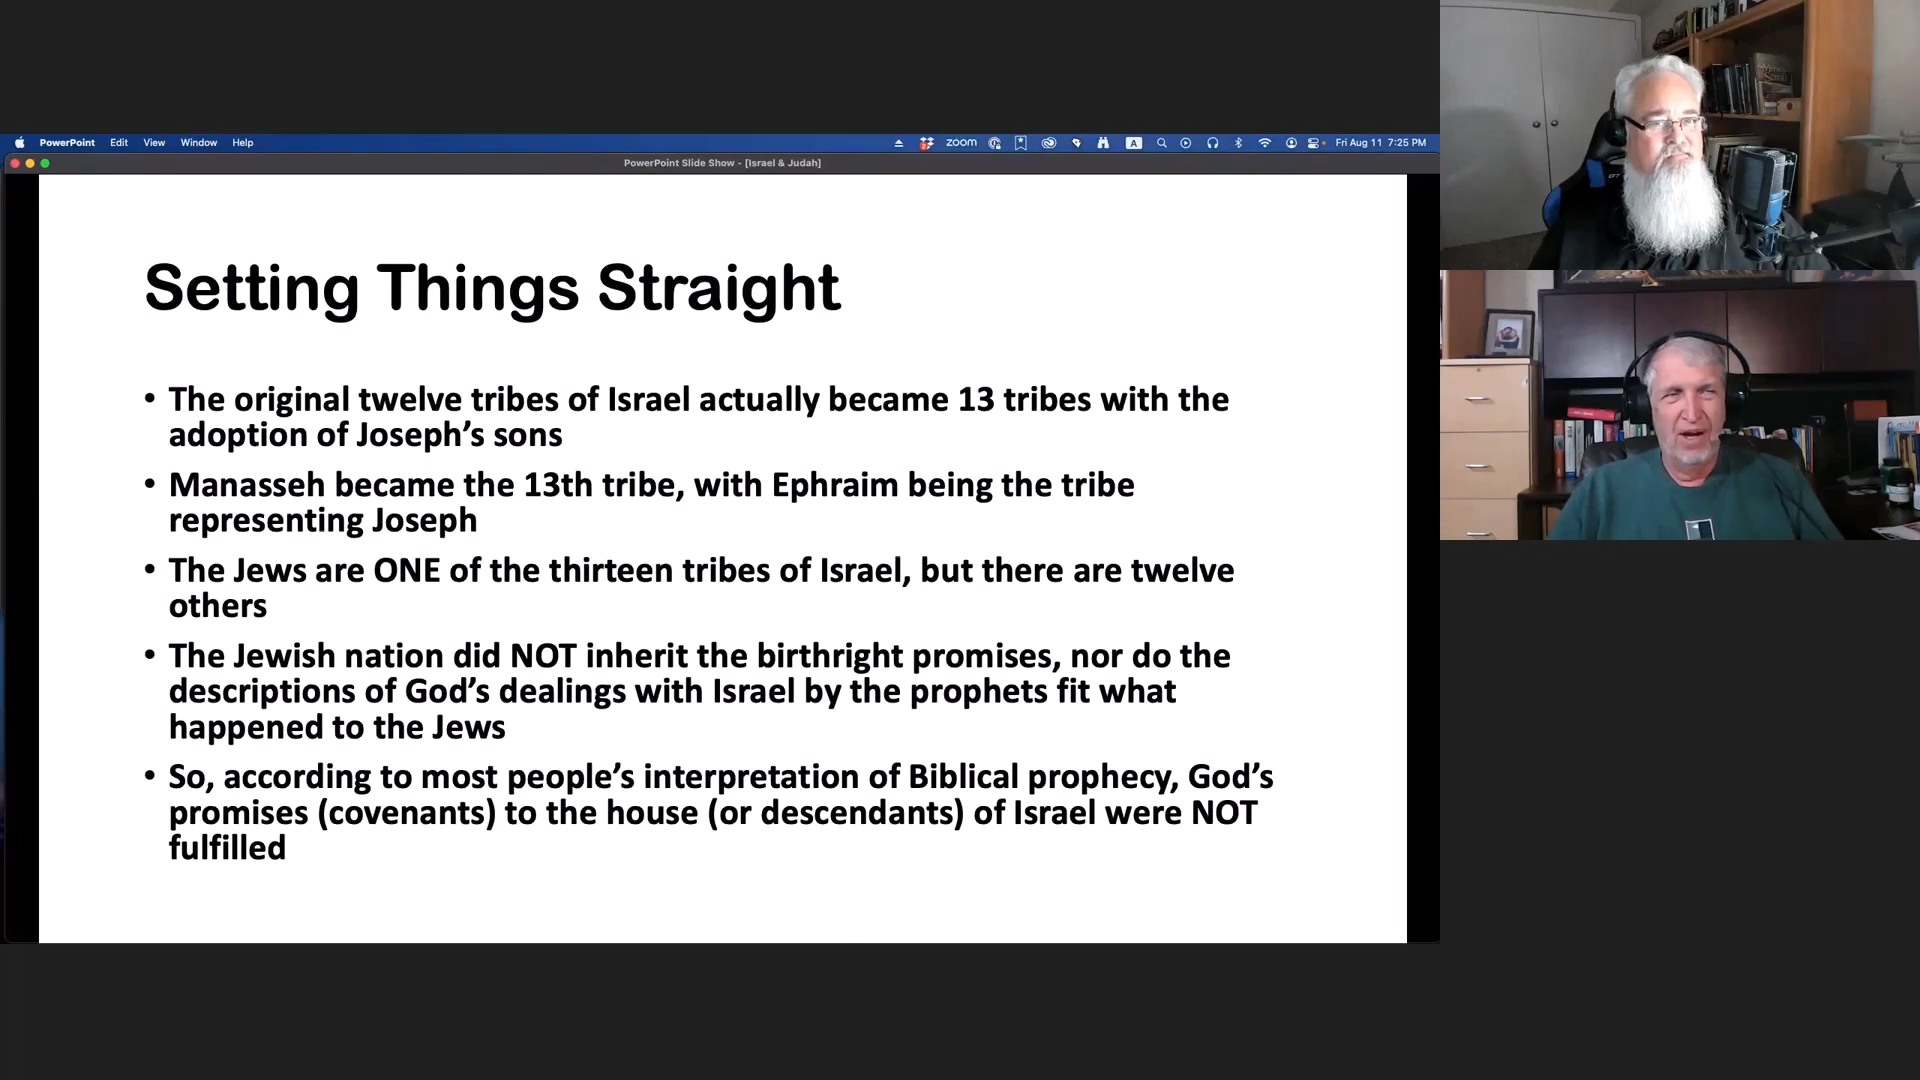 PowerPoint Edit View Window Help zoom A Fri Aug 11 7:25 PM
PowerPoint Slide Show - [Israel & Judah]
Setting Things Straight
• The original twelve tribes of Israel actually became 13 tribes with the
adoption of Joseph’s sons
• Manasseh became the 13th tribe, with Ephraim being the tribe
representing Joseph
• The Jews are ONE of the thirteen tribes of Israel, but there are twelve
others
• The Jewish nation did NOT inherit the birthright promises, nor do the
descriptions of God’s dealings with Israel by the prophets fit what
happened to the Jews
• So, according to most people’s interpretation of Biblical prophecy, God’s
promises (covenants) to the house (or descendants) of Israel were NOT
fulfilled